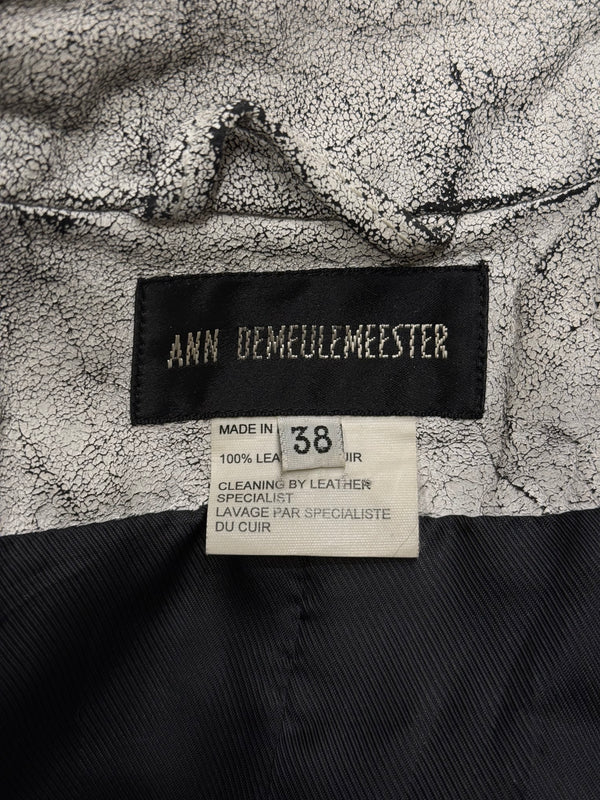 ANN DEMEULEMEESTER
MADE IN
38
100% LEA UIR
CLEANING BY LEATHER
SPECIALIST
LAVAGE PAR SPECIALISTE
DU CUIR